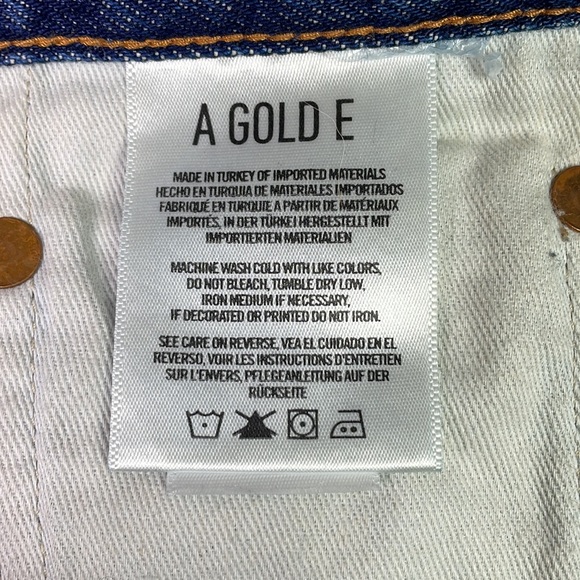 A GOLD E
MADE IN TURKEY OF IMPORTED MATERIALS
HECHO EN TURQUIA DE MATERIALES IMPORTADOS
FABRIQUÉ EN TURQUIE A PARTIR DE MATÉRIAUX
IMPORTÉS, IN DER TÜRKEI HERGESTELLT MIT
IMPORTIERTEN MATERIALIEN
MACHINE WASH COLD WITH LIKE COLORS,
DO NOT BLEACH, TUMBLE DRY LOW,
IRON MEDIUM IF NECESSARY,
IF DECORATED OR PRINTED DO NOT IRON.
SEE CARE ON REVERSE, VEA EL CUIDADO EN EL
REVERSO, VOIR LES INSTRUCTIONS D'ENTRETIEN
SUR L'ENVERS, PFLEGEANLEITUNG AUF DER
RÜCKSEITE